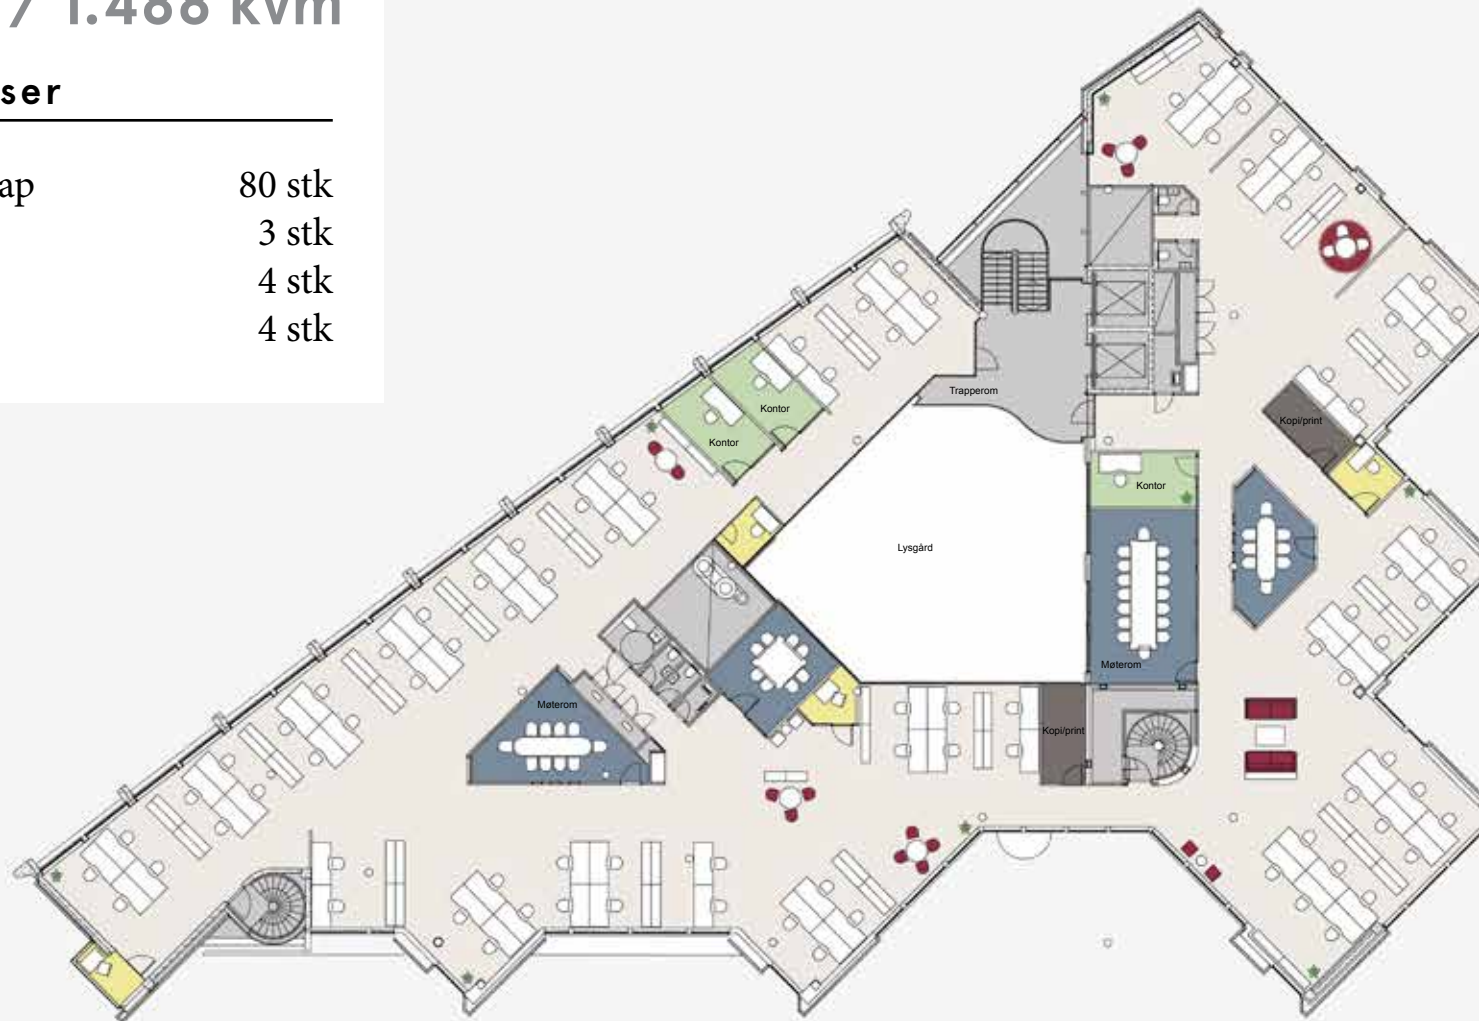 / 1.488 kvm
ser
ap 80 stk
3 stk
4 stk
4 stk
Trapperom
Kontor
Kontor
Kopi/print
Kontor
Lysgård
Møterom
Møterom
Kopi/print